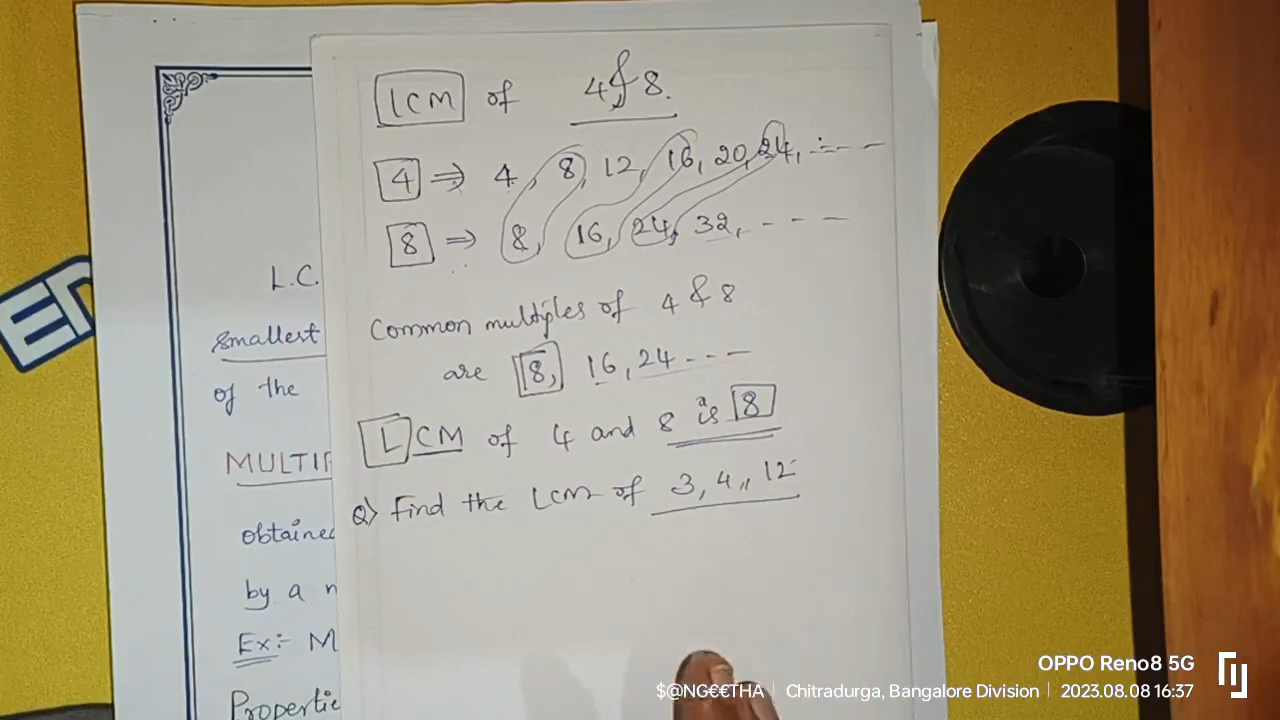 LCM of 4 & 8.
4 ⇒ 4, 8, 12, 16, 20, 24, - - - -
8 ⇒ 8, 16, 24, 32, - - - -
Common multiples of 4 & 8
are 8, 16, 24 - - -
LCM of 4 and 8 is 8
Q> Find the LCM of 3, 4,, 12
L.C.
smallest
of the
MULTIP
obtained
by a n
Ex:- M
Propertie
EN
OPPO Reno8 5G
$@NG€€THA | Chitradurga, Bangalore Division | 2023.08.08 16:37